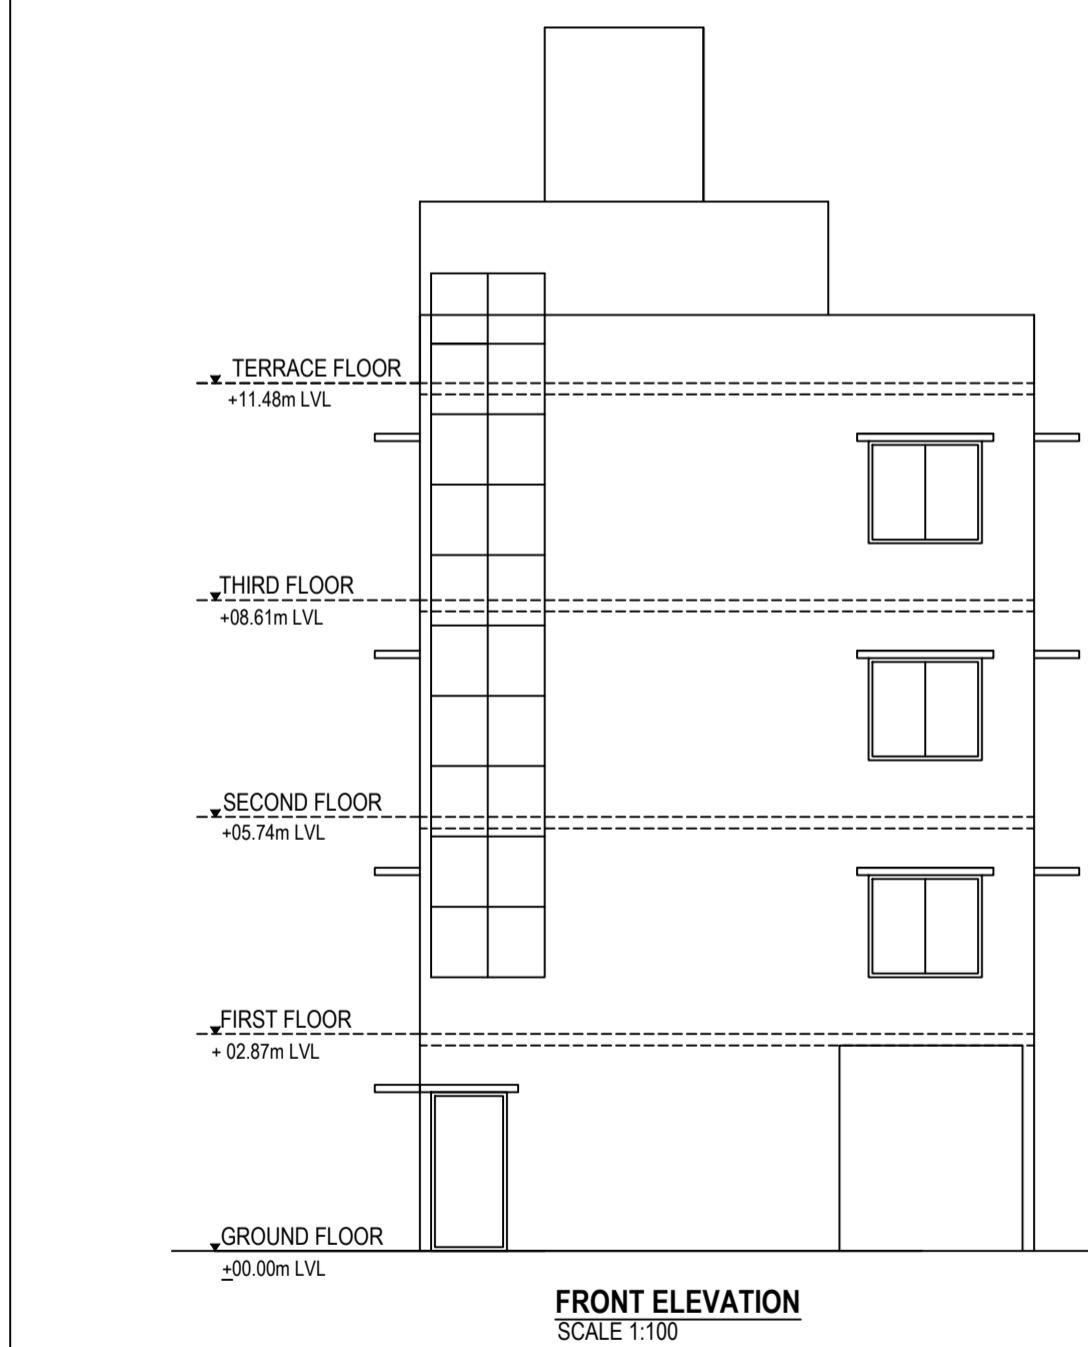 TERRACE FLOOR
+11.48m LVL
THIRD FLOOR
+08.61m LVL
SECOND FLOOR
+05.74m LVL
FIRST FLOOR
+ 02.87m LVL
GROUND FLOOR
±00.00m LVL
FRONT ELEVATION
SCALE 1:100